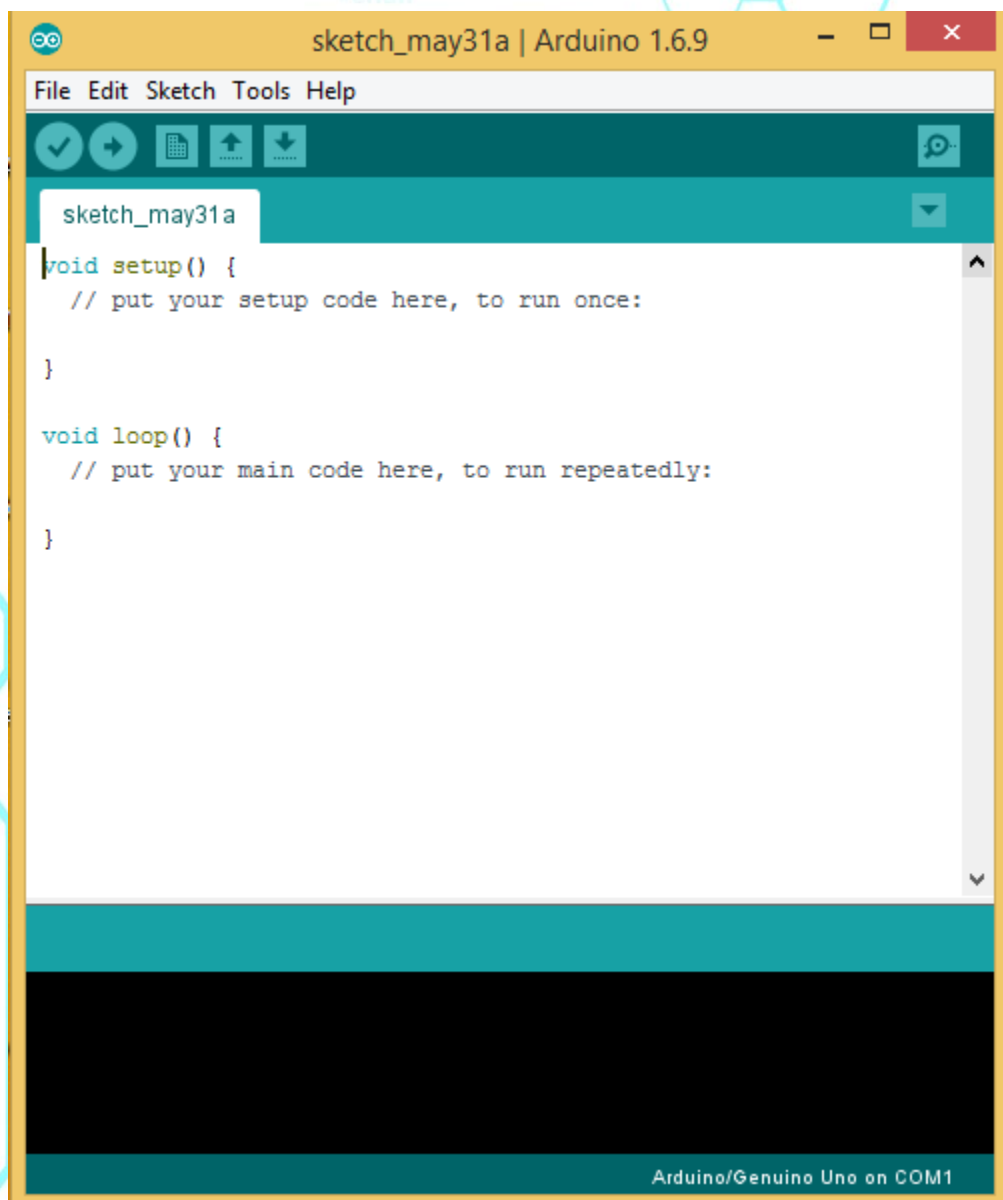 sketch_may31a | Arduino 1.6.9
File Edit Sketch Tools Help
sketch_may31a
void setup() {
  // put your setup code here, to run once:
}
void loop() {
  // put your main code here, to run repeatedly:
}
Arduino/Genuino Uno on COM1